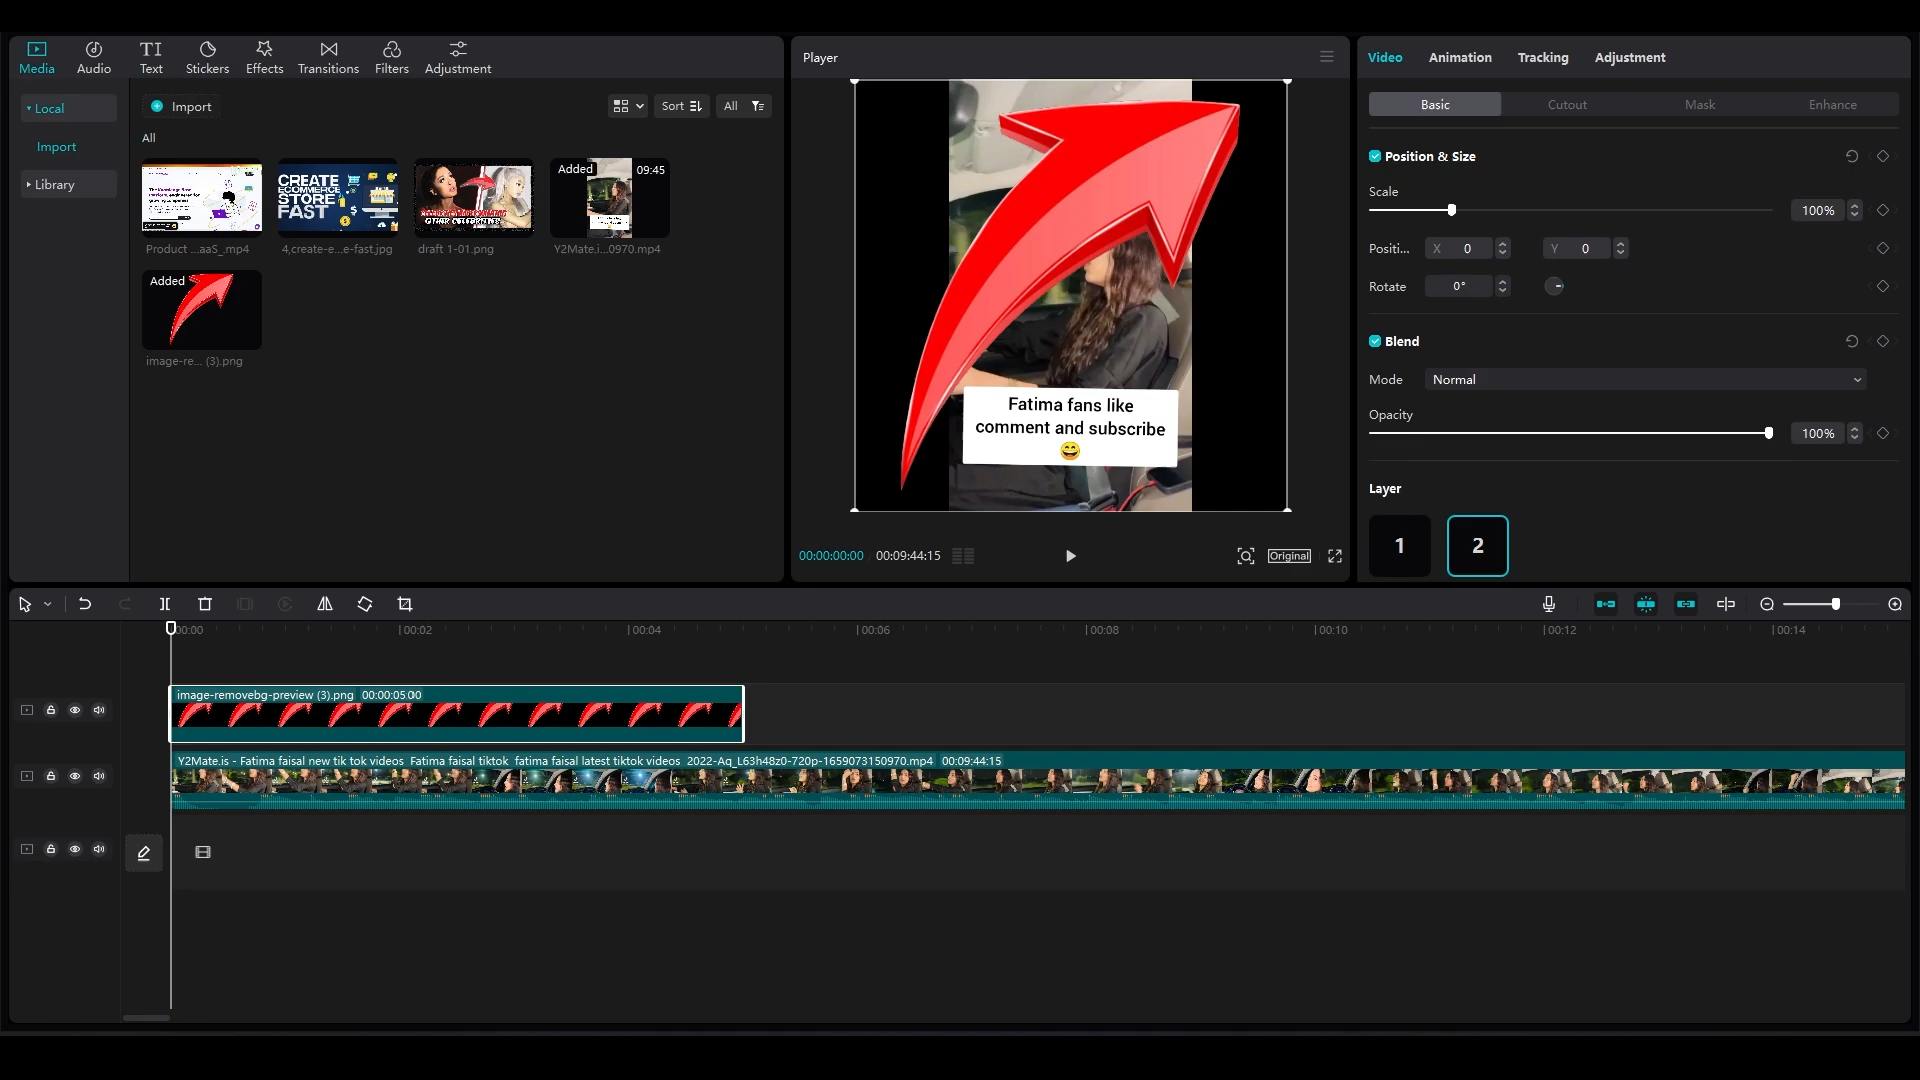 Media
Audio
TI
Text
Stickers
Effects
Transitions
Filters
Adjustment
Local
Import
Library
Import
Sort
All
All
CREATE
ECOMMERCE
STORE
FAST
Added
09:45
Product ...aaS_.mp4
4,create-e...e-fast.jpg
draft 1-01.png
Y2Mate.i...0970.mp4
Added
image-re... (3).png
Player
Fatima fans like
comment and subscribe
😄
00:00:00:00
00:09:44:15
Original
Video
Animation
Tracking
Adjustment
Basic
Cutout
Mask
Enhance
Position & Size
Scale
100%
Positi...
X 0
Y 0
Rotate
0°
Blend
Mode
Normal
Opacity
100%
Layer
1
2
00:00
00:02
00:04
00:06
00:08
00:10
00:12
00:14
image-removebg-preview (3).png 00:00:05:00
Y2Mate.is - Fatima faisal new tik tok videos Fatima faisal tiktok fatima faisal latest tiktok videos 2022-Aq_L63h48z0-720p-1659073150970.mp4 00:09:44:15